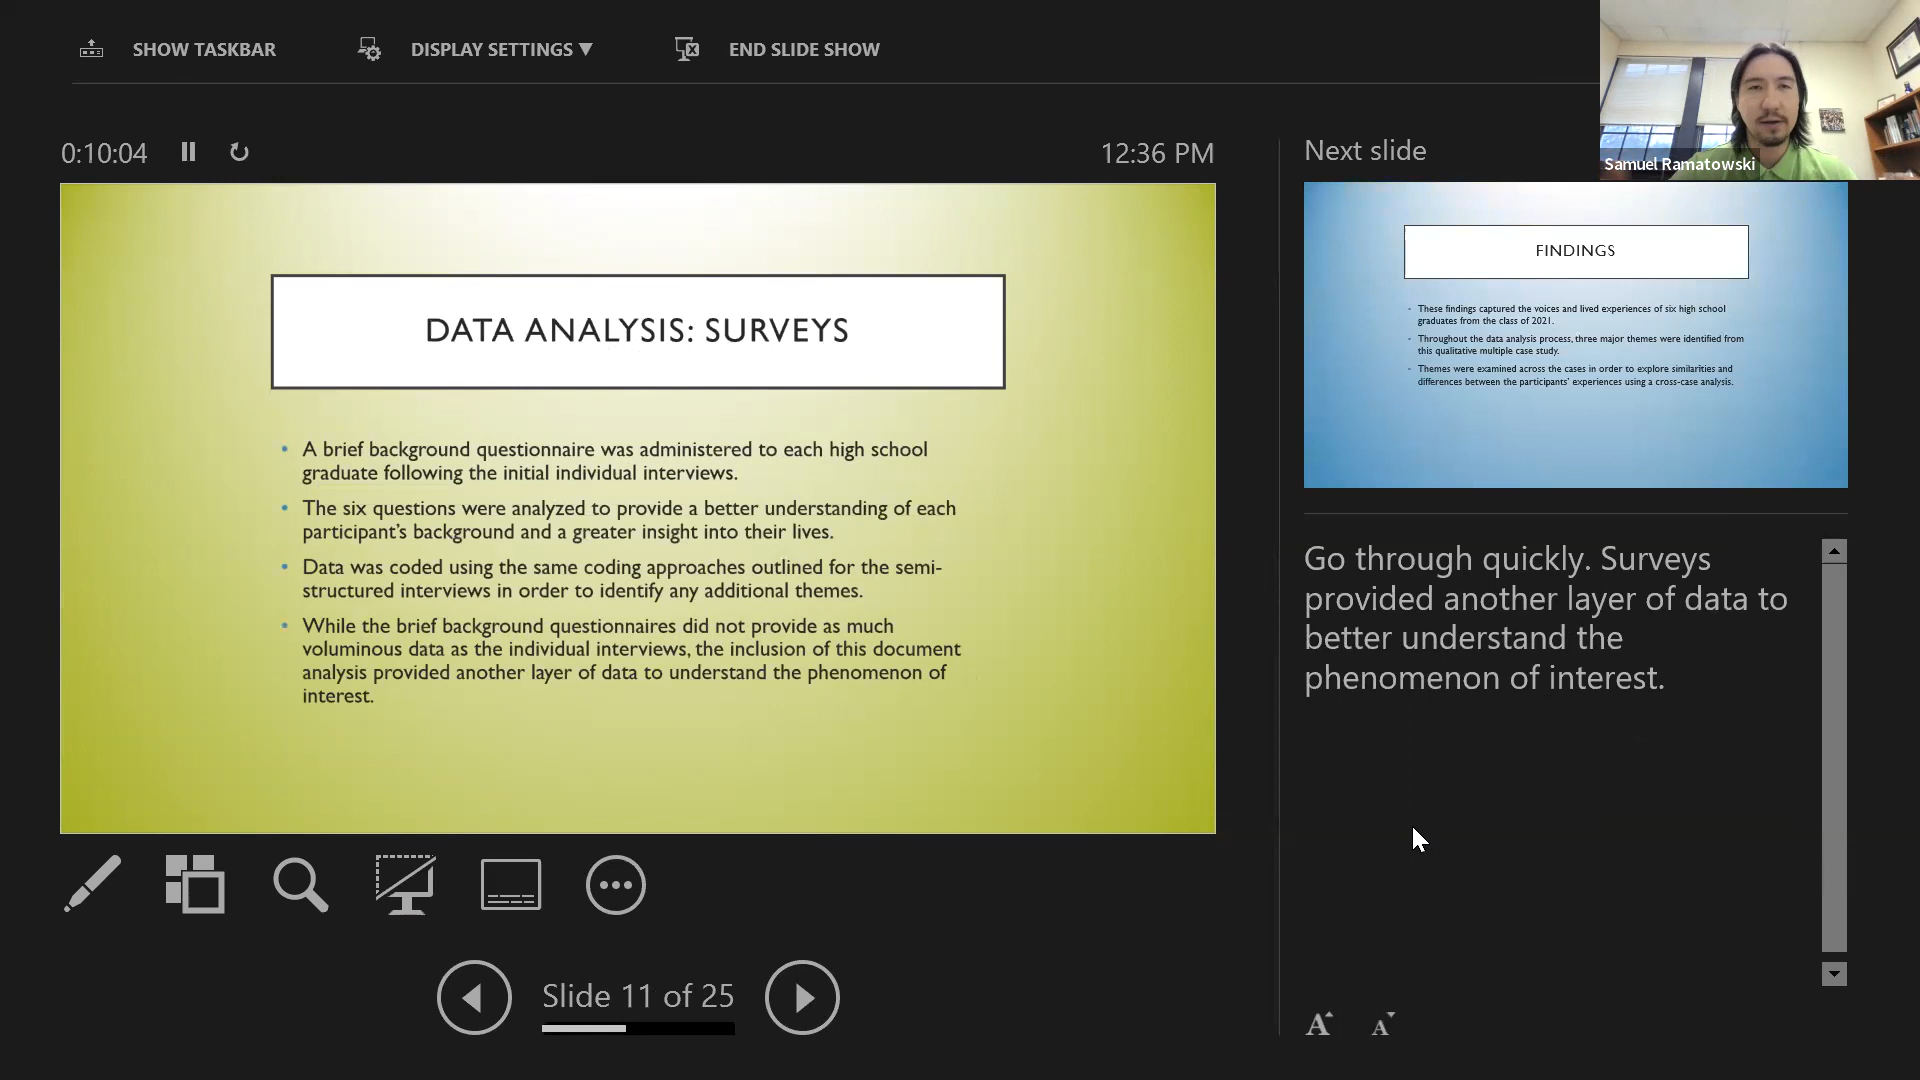 SHOW TASKBAR
DISPLAY SETTINGS ▼
END SLIDE SHOW
Samuel Ramatowski
0:10:04
12:36 PM
Next slide
DATA ANALYSIS: SURVEYS
• A brief background questionnaire was administered to each high school
graduate following the initial individual interviews.
• The six questions were analyzed to provide a better understanding of each
participant's background and a greater insight into their lives.
• Data was coded using the same coding approaches outlined for the semi-
structured interviews in order to identify any additional themes.
• While the brief background questionnaires did not provide as much
voluminous data as the individual interviews, the inclusion of this document
analysis provided another layer of data to understand the phenomenon of
interest.
FINDINGS
• These findings captured the voices and lived experiences of six high school
graduates from the class of 2021.
• Throughout the data analysis process, three major themes were identified from
this qualitative multiple case study.
• Themes were examined across the cases in order to explore similarities and
differences between the participants' experiences using a cross-case analysis.
Go through quickly. Surveys
provided another layer of data to
better understand the
phenomenon of interest.
Slide 11 of 25
A A